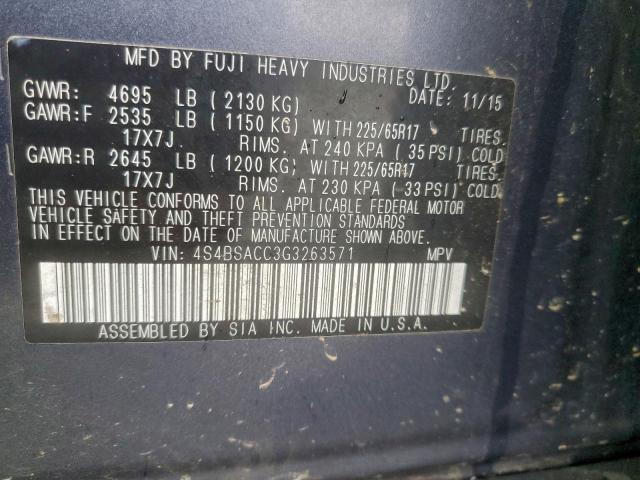 MFD BY FUJI HEAVY INDUSTRIES LTD.
GVWR: 4695 LB ( 2130 KG) DATE: 11/15
GAWR:F 2535 LB ( 1150 KG) WITH 225/65R17 TIRES.
17X7J. RIMS. AT 240 KPA ( 35 PSI) COLD
GAWR:R 2645 LB ( 1200 KG) WITH 225/65R17 TIRES.
17X7J RIMS. AT 230 KPA ( 33 PSI) COLD.
THIS VEHICLE CONFORMS TO ALL APPLICABLE FEDERAL MOTOR
VEHICLE SAFETY AND THEFT PREVENTION STANDARDS
IN EFFECT ON THE DATE OF MANUFACTURE SHOWN ABOVE.
VIN: 4S4BSACC3G3263571 MPV
ASSEMBLED BY SIA INC. MADE IN U.S.A.